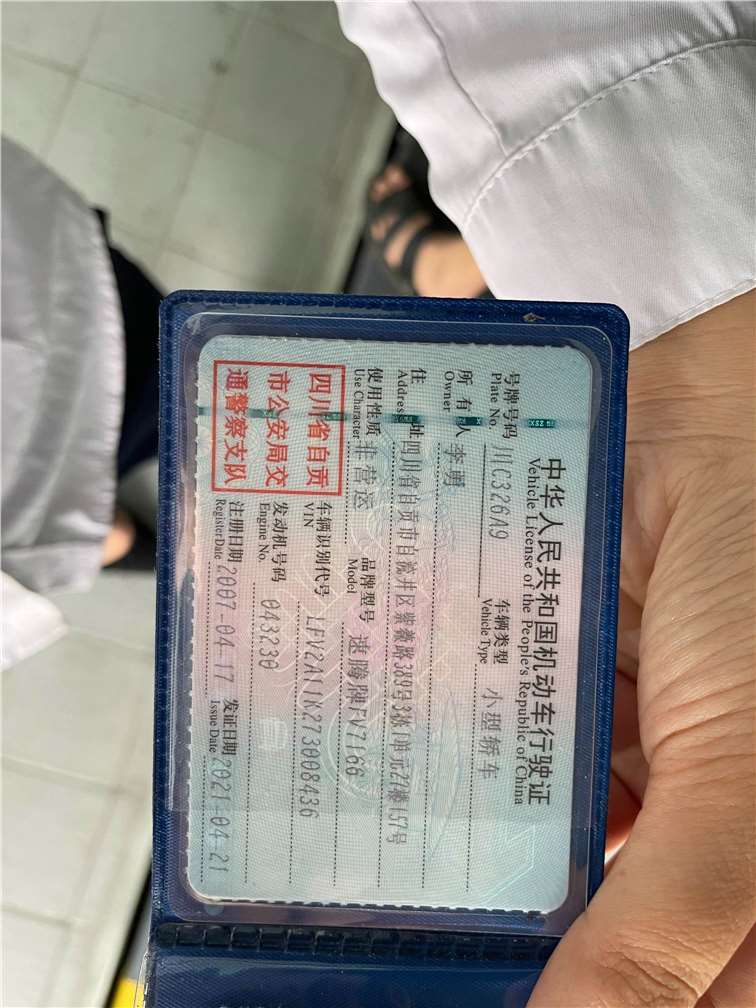 中华人民共和国机动车行驶证
Vehicle License of the People's Republic of China
号牌号码 川C326A9 车辆类型 小型轿车
Plate No. Vehicle Type
所有人 李勇
Owner
住址 四川省自贡市自流井区紫薇路389号3栋1单元22楼157号
Address
使用性质 非营运 品牌型号 速腾牌FV7166
Use Character Model
四川省自贡
市公安局交
通警察支队
车辆识别代号 LFV2A11K273008436
VIN
发动机号码 043230
Engine No.
注册日期 2007-04-17 发证日期 2021-04-21
Register Date Issue Date